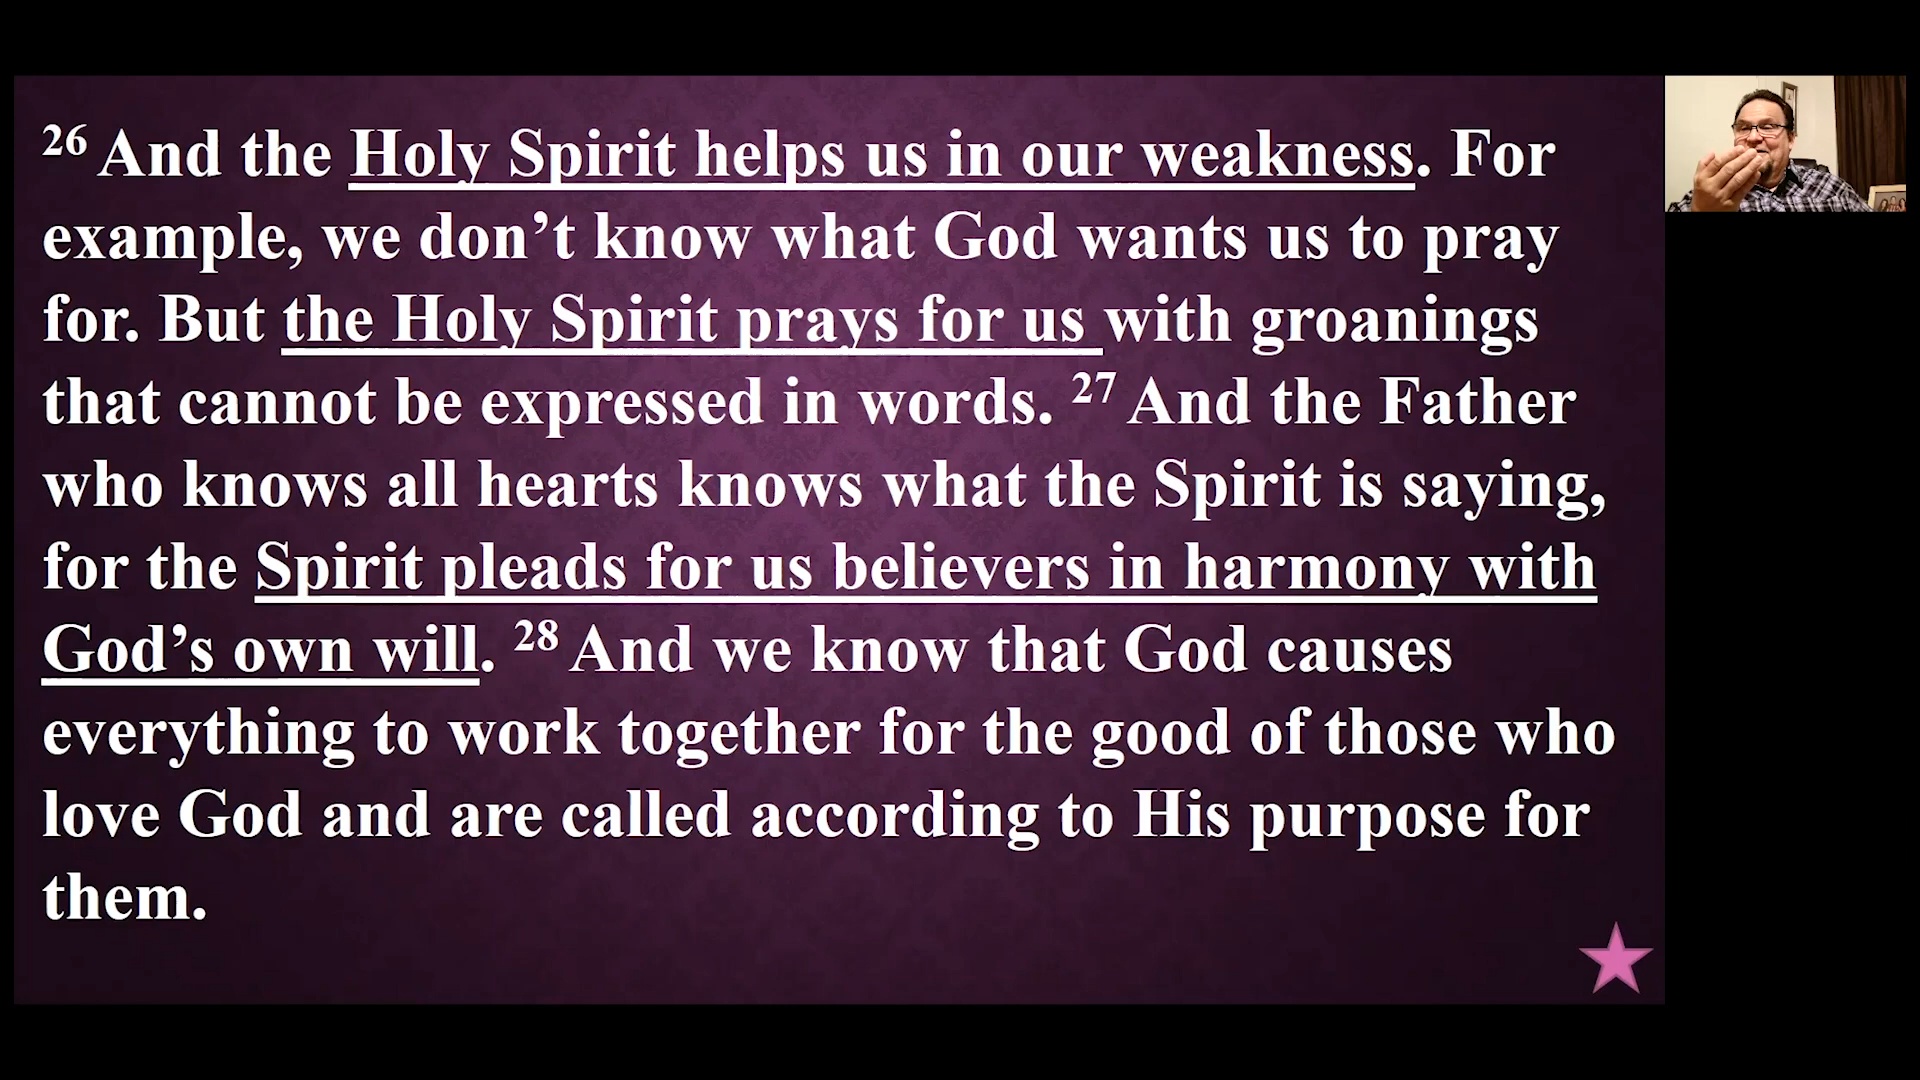 26 And the Holy Spirit helps us in our weakness. For
example, we don’t know what God wants us to pray
for. But the Holy Spirit prays for us with groanings
that cannot be expressed in words. 27 And the Father
who knows all hearts knows what the Spirit is saying,
for the Spirit pleads for us believers in harmony with
God’s own will. 28 And we know that God causes
everything to work together for the good of those who
love God and are called according to His purpose for
them.